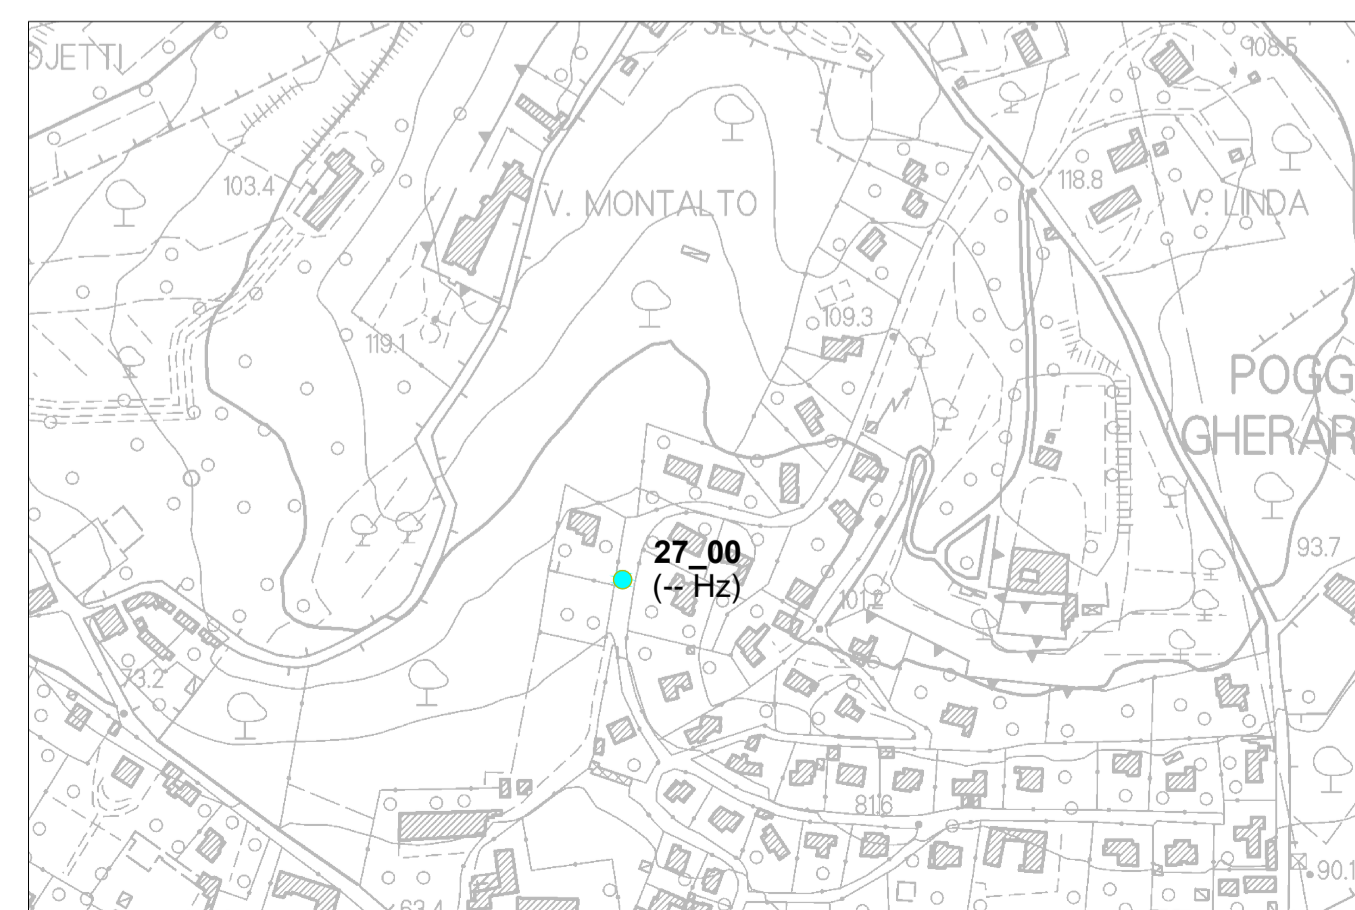 SECCO
OJETTI
108.5
103.4
118.8
V. MONTALTO
V. LINDA
109.3
119.1
POGG
GHERAR
27_00
(-- Hz)
93.7
101.2
73.2
81.6
90.1
63.4